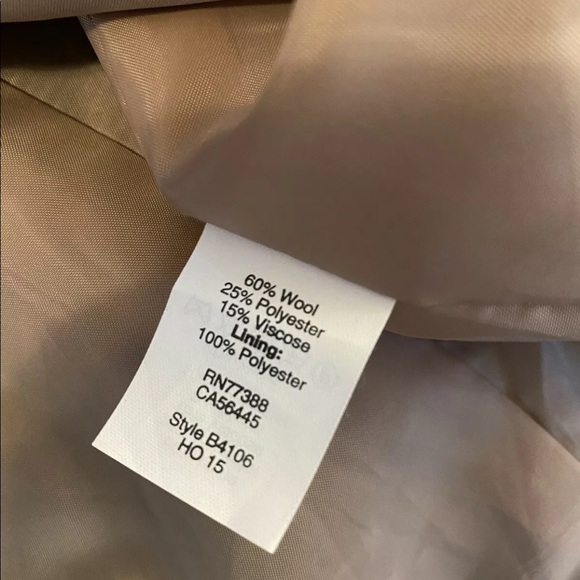 60% Wool
25% Polyester
15% Viscose
Lining:
100% Polyester
RN77388
CA56445
Style B4106
HO 15